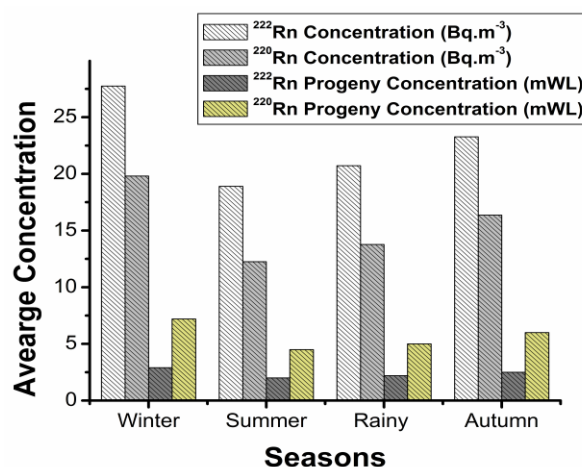 ²²²Rn Concentration (Bq.m⁻³)
²²⁰Rn Concentration (Bq.m⁻³)
²²²Rn Progeny Concentration (mWL)
²²⁰Rn Progeny Concentration (mWL)
Avearge Concentration
25
20
15
10
5
0
Winter Summer Rainy Autumn
Seasons